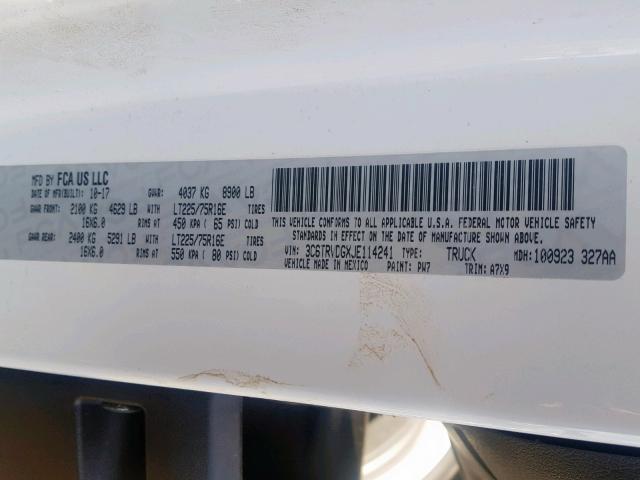 MFD BY FCA US LLC
DATE OF MFR(BUILT): 10-17 GVWR: 4037 KG 8900 LB
GAWR FRONT: 2100 KG 4629 LB WITH LT225/75R16E TIRES
16X6.0 RIMS AT 450 KPA ( 65 PSI) COLD
GAWR REAR: 2400 KG 5291 LB WITH LT225/75R16E TIRES
16X6.0 RIMS AT 550 KPA ( 80 PSI) COLD
THIS VEHICLE CONFORMS TO ALL APPLICABLE U.S.A. FEDERAL MOTOR VEHICLE SAFETY
STANDARDS IN EFFECT ON THE DATE OF MANUFACTURE SHOWN ABOVE.
VIN: 3C6TRVDGXJE114241 TYPE: TRUCK MDH: 100923 327AA
VEHICLE MADE IN MEXICO PAINT: PW7 TRIM: A7X9